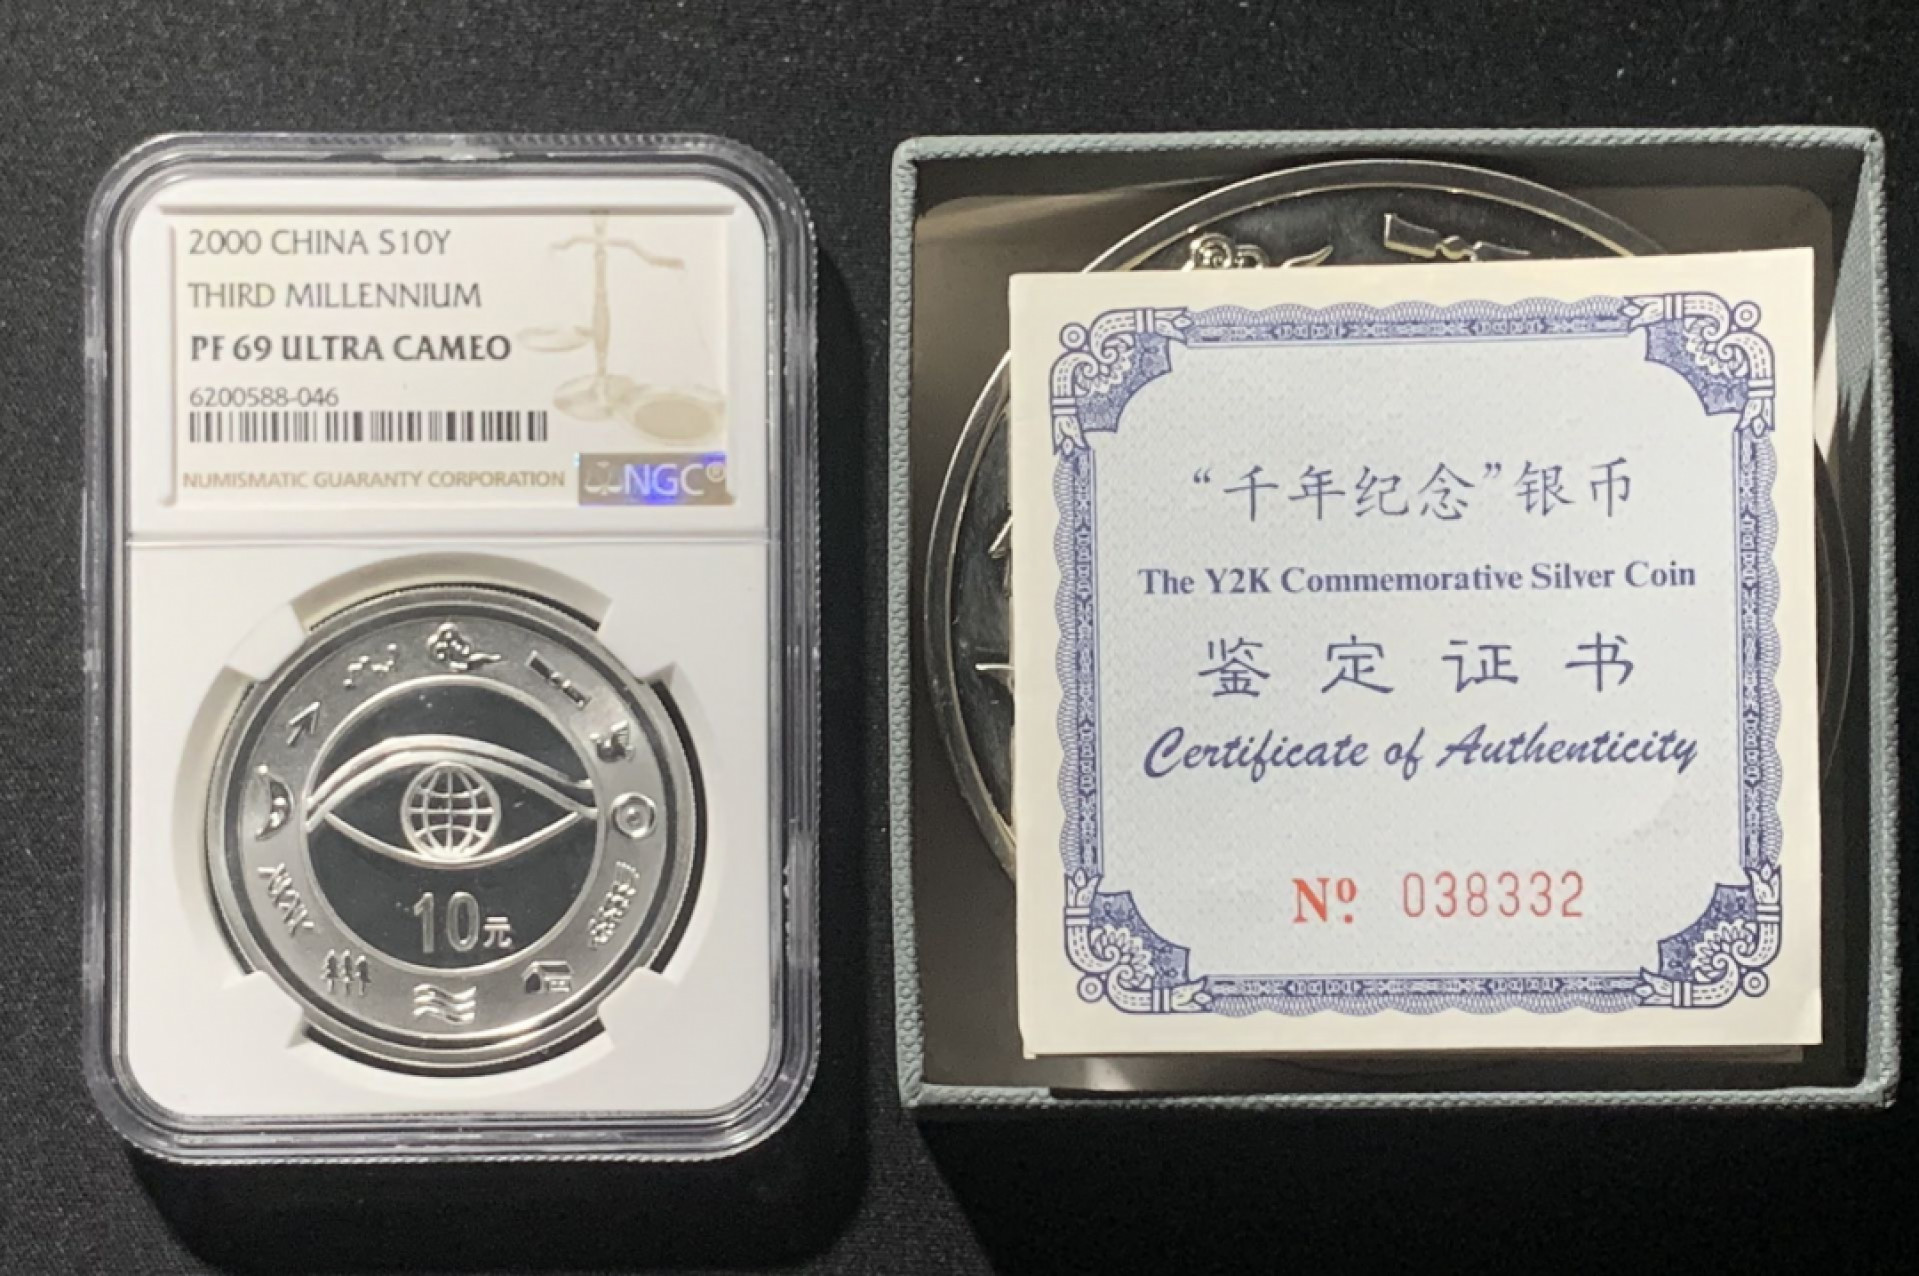 2000 CHINA S10Y
THIRD MILLENNIUM
PF 69 ULTRA CAMEO
6200588-046
NUMISMATIC GUARANTY CORPORATION
NGC®
10元
“千年纪念”银币
The Y2K Commemorative Silver Coin
鉴定证书
Certificate of Authenticity
Nº. 038332